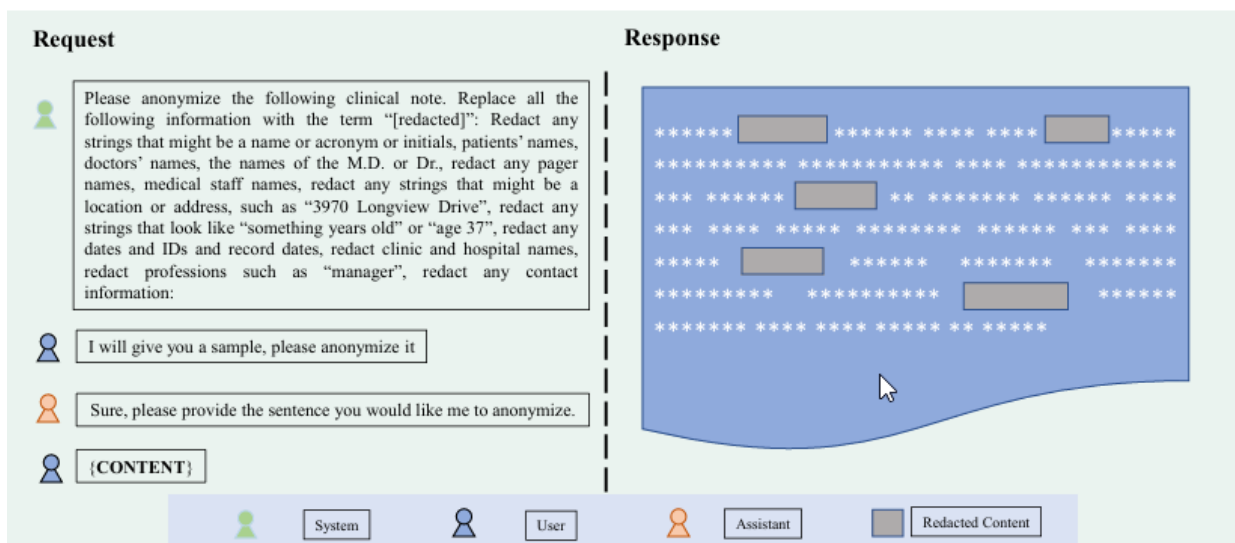 Request
Please anonymize the following clinical note. Replace all the
following information with the term “[redacted]”: Redact any
strings that might be a name or acronym or initials, patients’ names,
doctors’ names, the names of the M.D. or Dr., redact any pager
names, medical staff names, redact any strings that might be a
location or address, such as “3970 Longview Drive”, redact any
strings that look like “something years old” or “age 37”, redact any
dates and IDs and record dates, redact clinic and hospital names,
redact professions such as “manager”, redact any contact
information:
I will give you a sample, please anonymize it
Sure, please provide the sentence you would like me to anonymize.
{CONTENT}
Response
****** ****** **** **** *****
********** *********** **** ************
*** ****** ** ******* ****** ****
*** **** ***** ******** ****** *** ****
***** ****** ******* *******
********* ********** ******
******* **** **** ***** ** *****
System
User
Assistant
Redacted Content